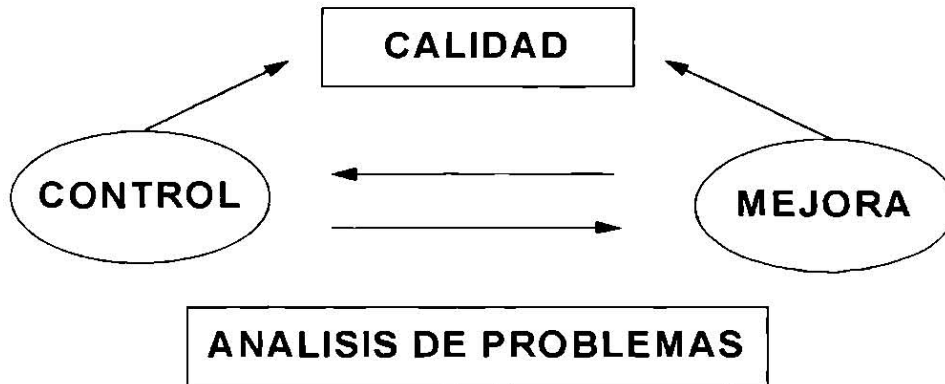 CALIDAD
CONTROL
MEJORA
ANALISIS DE PROBLEMAS